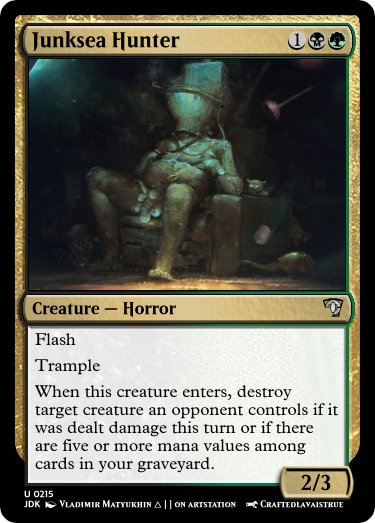 Junksea Hunter 1
Creature — Horror
Flash
Trample
When this creature enters, destroy
target creature an opponent controls if it
was dealt damage this turn or if there
are five or more mana values among
cards in your graveyard.
2/3
U 0215
JDK Vladimir Matyukhin △ | | on artstation Craftedlavaistrue